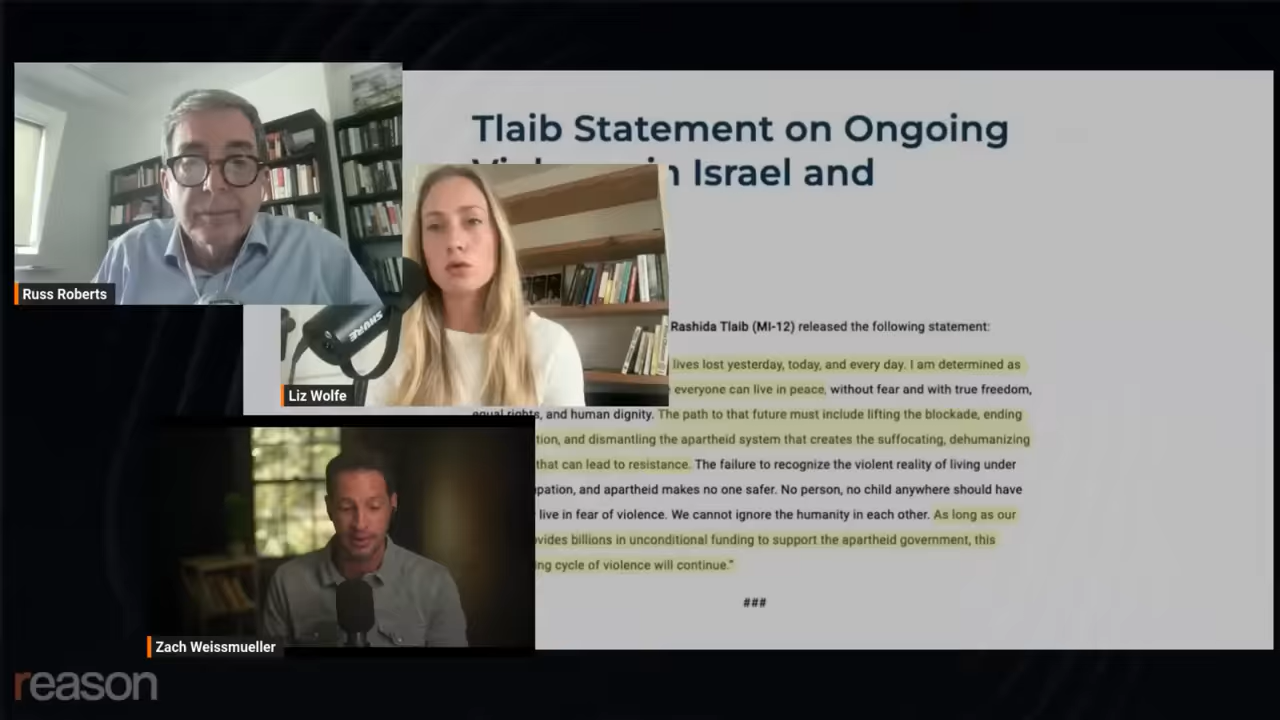 Tlaib Statement on Ongoing
in Israel and
Russ Roberts
SHURE
Liz Wolfe
Rashida Tlaib (MI-12) released the following statement:
lives lost yesterday, today, and every day. I am determined as
everyone can live in peace, without fear and with true freedom,
equal rights, and human dignity. The path to that future must include lifting the blockade, ending
and dismantling the apartheid system that creates the suffocating, dehumanizing
that can lead to resistance. The failure to recognize the violent reality of living under
and apartheid makes no one safer. No person, no child anywhere should have
live in fear of violence. We cannot ignore the humanity in each other. As long as our
billions in unconditional funding to support the apartheid government, this
cycle of violence will continue."
###
Zach Weissmueller
reason